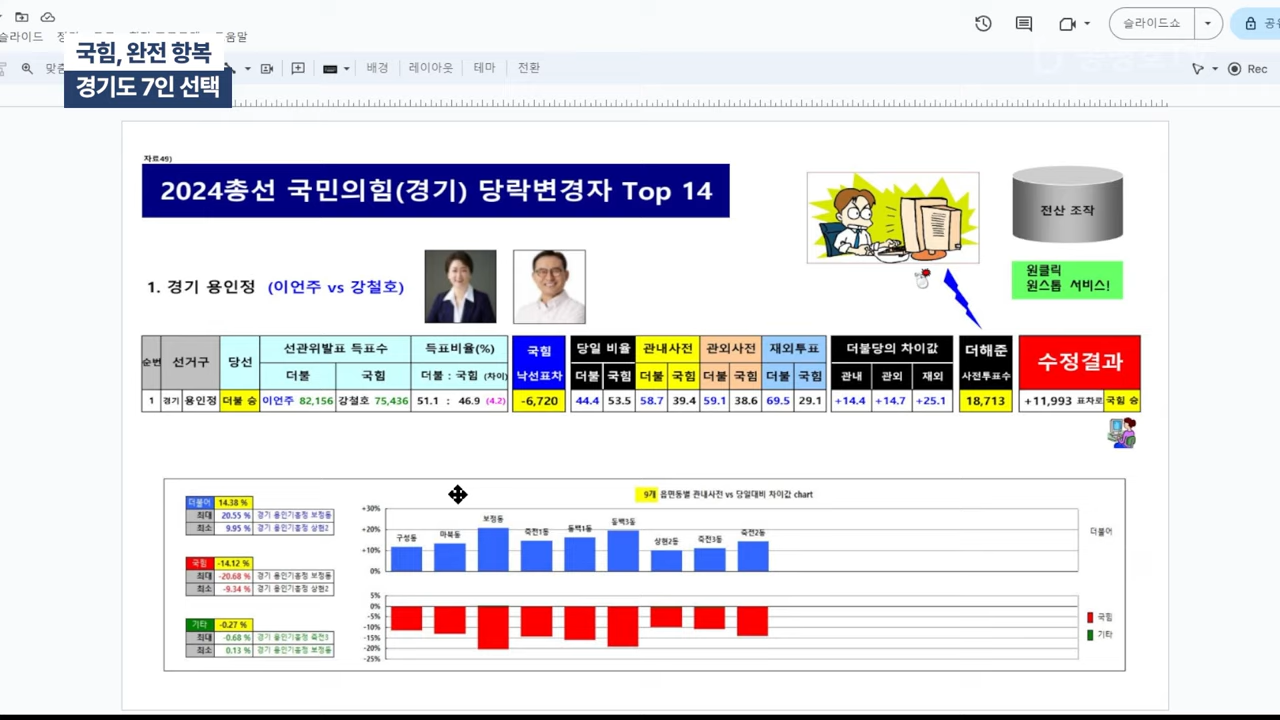 슬라이드
슬라이드쇼
국힘, 완전 항복
경기도 7인 선택
배경
레이아웃
테마
전환
Rec
자료49)
2024총선 국민의힘(경기) 당락변경자 Top 14
전산 조작
원클릭
원스톱 서비스!
1. 경기 용인정 (이언주 vs 강철호)
순번 선거구 당선 선관위발표 득표수 득표비율(%) 국힘 낙선표차 당일 비율 관내사전 관외사전 재외투표 더불당의 차이값 더해준 사전투표수 수정결과
더불 국힘 더불 : 국힘 (차이) 더불 국힘 더불 국힘 더불 국힘 더불 국힘 관내 관외 재외
1 경기 용인정 더불 승 이언주 82,156 강철호 75,436 51.1 : 46.9 (4.2) -6,720 44.4 53.5 58.7 39.4 59.1 38.6 69.5 29.1 +14.4 +14.7 +25.1 18,713 +11,993 표차로 국힘 승
9개 읍면동별 관내사전 vs 당일대비 차이값 chart
더불어 14.38 %
최대 20.55 % 경기 용인기흥정 보정동
최소 9.95 % 경기 용인기흥정 상현2
국힘 -14.12 %
최대 -20.68 % 경기 용인기흥정 보정동
최소 -9.34 % 경기 용인기흥정 상현2
기타 -0.27 %
최대 -0.68 % 경기 용인기흥정 죽전3
최소 0.13 % 경기 용인기흥정 보정동
+30%
+20%
+10%
0%
구성동 마북동 보정동 죽전1동 동백1동 동백3동 상현2동 죽전3동 죽전2동
더불어
5%
0%
-5%
-10%
-15%
-20%
-25%
국힘
기타